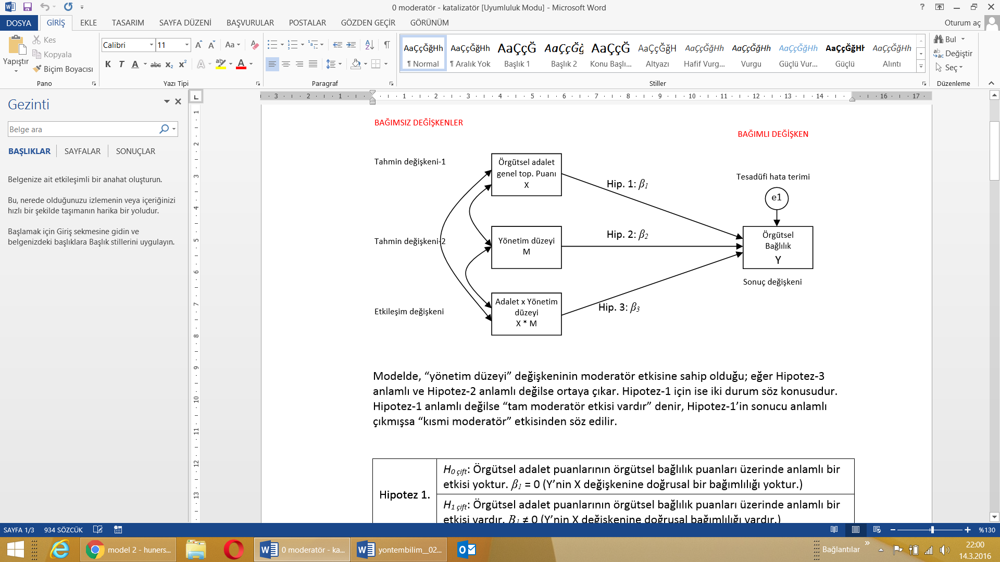 0 moderatör - katalizatör [Uyumluluk Modu] - Microsoft Word
DOSYA GİRİŞ EKLE TASARIM SAYFA DÜZENİ BAŞVURULAR POSTALAR GÖZDEN GEÇİR GÖRÜNÜM Oturum aç
Yapıştır
Kes
Kopyala
Biçim Boyacısı
Pano
Calibri 11
K T A abc x₂ x²
Yazı Tipi
Paragraf
AaÇçĞğHh AaÇçĞğHh AaÇçĞ AaÇçĞğ AaÇçĞ AaÇçĞğH AaÇçĞğHh AaÇçĞğHh AaÇçĞğHh AaÇçĞğHł AaÇçĞğHh
¶ Normal ¶ Aralık Yok Başlık 1 Başlık 2 Konu Başlı... Altyazı Hafif Vurg... Vurgu Güçlü Vur... Güçlü Alıntı
Stiller
Bul
Değiştir
Seç
Düzenleme
Gezinti
Belge ara
BAŞLIKLAR SAYFALAR SONUÇLAR
Belgenize ait etkileşimli bir anahat oluşturun.
Bu, nerede olduğunuzu izlemenin veya içeriğinizi
hızlı bir şekilde taşımanın harika bir yoludur.
Başlamak için Giriş sekmesine gidin ve
belgenizdeki başlıklara Başlık stillerini uygulayın.
3 2 1 1 2 3 4 5 6 7 8 9 10 11 12 13 14 16 17
1
2
3
4
5
6
7
8
9
10
11
12
13
BAĞIMSIZ DEĞİŞKENLER
BAĞIMLI DEĞİŞKEN
Tahmin değişkeni-1
Örgütsel adalet
genel top. Puanı
X
Hip. 1: β1
Tesadüfi hata terimi
e1
Tahmin değişkeni-2
Yönetim düzeyi
M
Hip. 2: β2
Örgütsel
Bağlılık
Y
Sonuç değişkeni
Etkileşim değişkeni
Adalet x Yönetim
düzeyi
X * M
Hip. 3: β3
Modelde, “yönetim düzeyi” değişkeninin moderatör etkisine sahip olduğu; eğer Hipotez-3
anlamlı ve Hipotez-2 anlamlı değilse ortaya çıkar. Hipotez-1 için ise iki durum söz konusudur.
Hipotez-1 anlamlı değilse “tam moderatör etkisi vardır” denir, Hipotez-1’in sonucu anlamlı
çıkmışsa “kısmi moderatör” etkisinden söz edilir.
Hipotez 1.
H0 çift: Örgütsel adalet puanlarının örgütsel bağlılık puanları üzerinde anlamlı bir
etkisi yoktur. β1 = 0 (Y’nin X değişkenine doğrusal bir bağımlılığı yoktur.)
H1 çift: Örgütsel adalet puanlarının örgütsel bağlılık puanları üzerinde anlamlı bir
etkisi vardır. B1 ≠ 0 (Y’nin X değişkenine doğrusal bağımlılığı vardır.)
SAYFA 1/3 934 SÖZCÜK %130
model 2 - huners... 0 moderatör - ka... yontembilim__02... Bağlantılar 22:00
14.3.2016